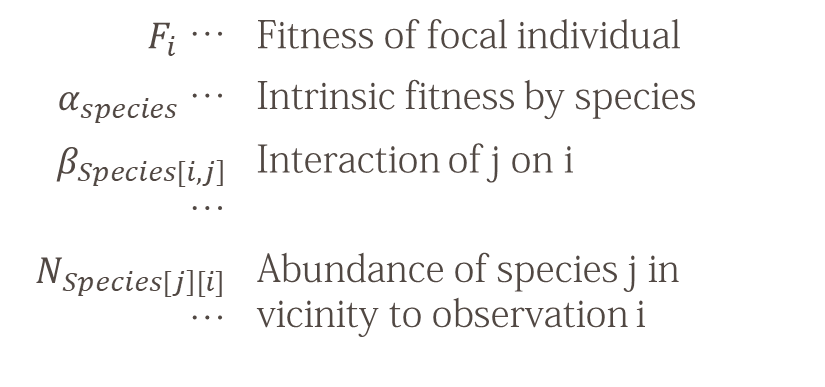 F_i ⋯ Fitness of focal individual
α_species ⋯ Intrinsic fitness by species
β_Species[i,j] Interaction of j on i
⋯
N_Species[j][i] Abundance of species j in
⋯ vicinity to observation i